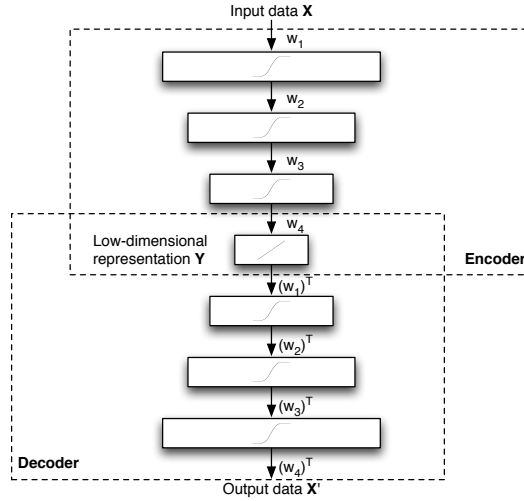 Input data X
w1
w2
w3
w4
Low-dimensional
representation Y
Encoder
(w1)T
(w2)T
(w3)T
Decoder
(w4)T
Output data X'